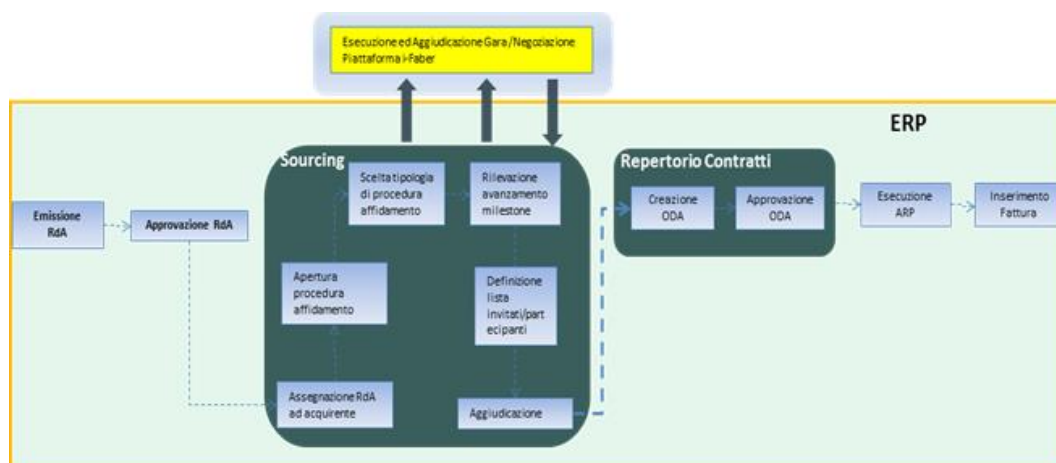 Esecuzione ed Aggiudicazione Gara /Negoziazione
Piattaforma i-Faber
ERP
Sourcing
Repertorio Contratti
Scelta tipologia
di procedura
affidamento
Rilevazione
avanzamento
milestone
Creazione
ODA
Approvazione
ODA
Esecuzione
ARP
Inserimento
Fattura
Emissione
RdA
Approvazione RdA
Apertura
procedura
affidamento
Definizione
lista
invitati/part
ecipanti
Assegnazione RdA
ad acquirente
Aggiudicazione